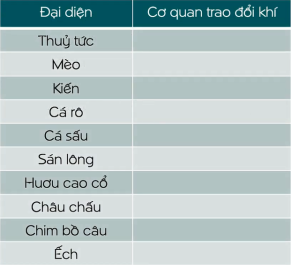 Đại diện Cơ quan trao đổi khí
Thuỷ tức
Mèo
Kiến
Cá rô
Cá sấu
Sán lông
Hươu cao cổ
Châu chấu
Chim bồ câu
Ếch